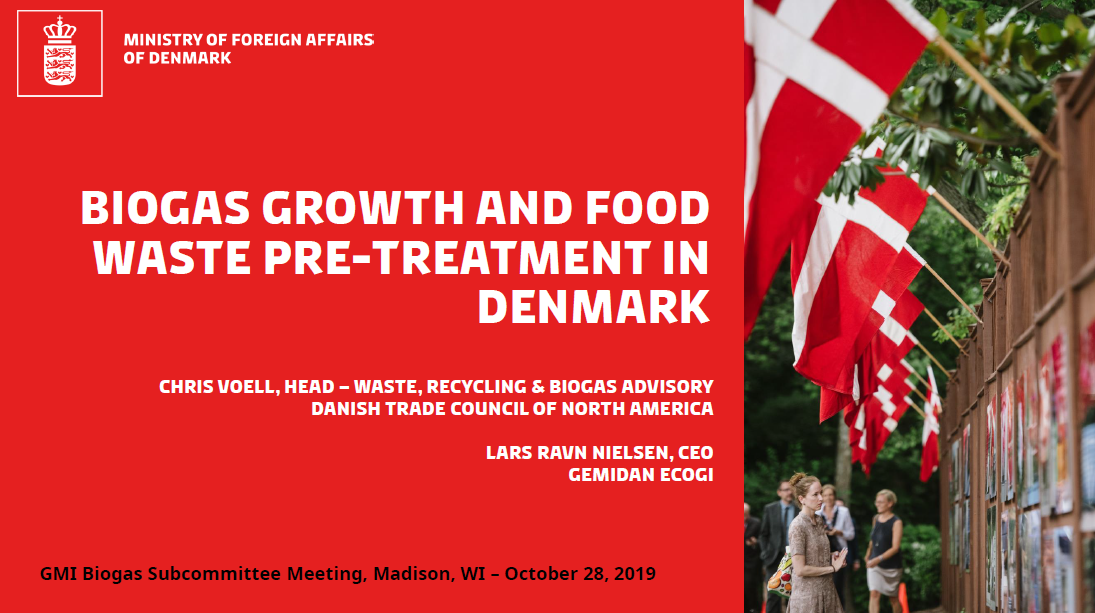 MINISTRY OF FOREIGN AFFAIRS
OF DENMARK
BIOGAS GROWTH AND FOOD
WASTE PRE-TREATMENT IN
DENMARK
CHRIS VOELL, HEAD – WASTE, RECYCLING & BIOGAS ADVISORY
DANISH TRADE COUNCIL OF NORTH AMERICA
LARS RAVN NIELSEN, CEO
GEMIDAN ECOGI
GMI Biogas Subcommittee Meeting, Madison, WI – October 28, 2019